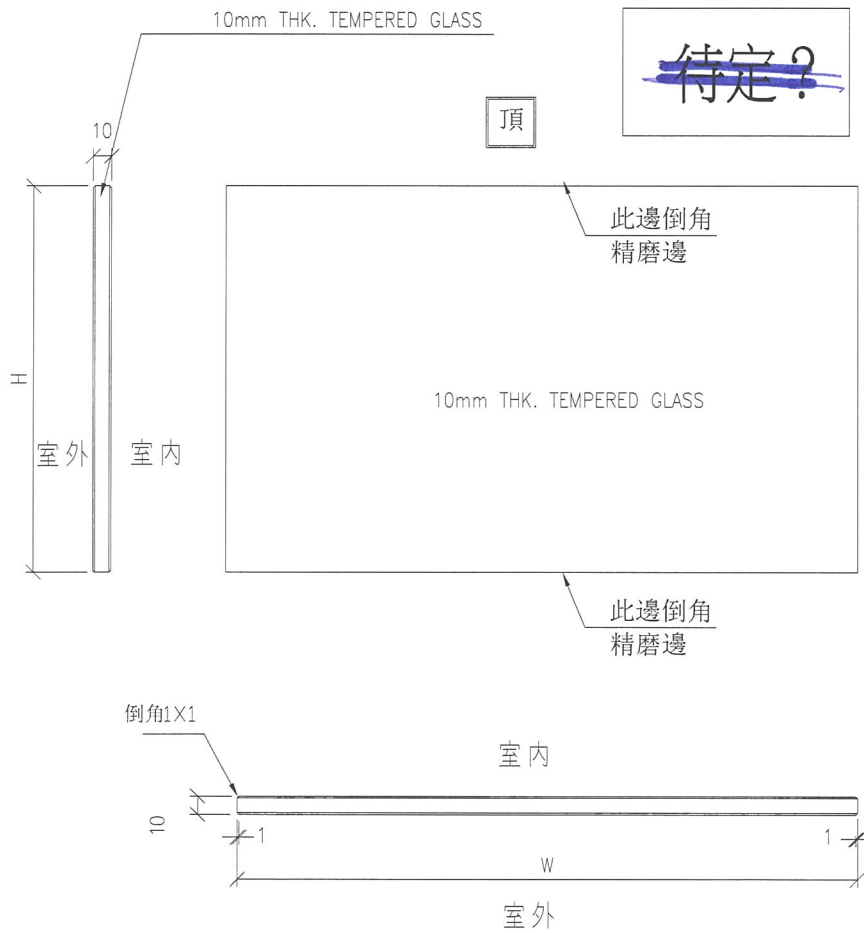 10mm THK. TEMPERED GLASS
待定?
頂
10
此邊倒角
精磨邊
H
10mm THK. TEMPERED GLASS
室外
室内
此邊倒角
精磨邊
倒角1X1
室内
10
1
1
W
室外